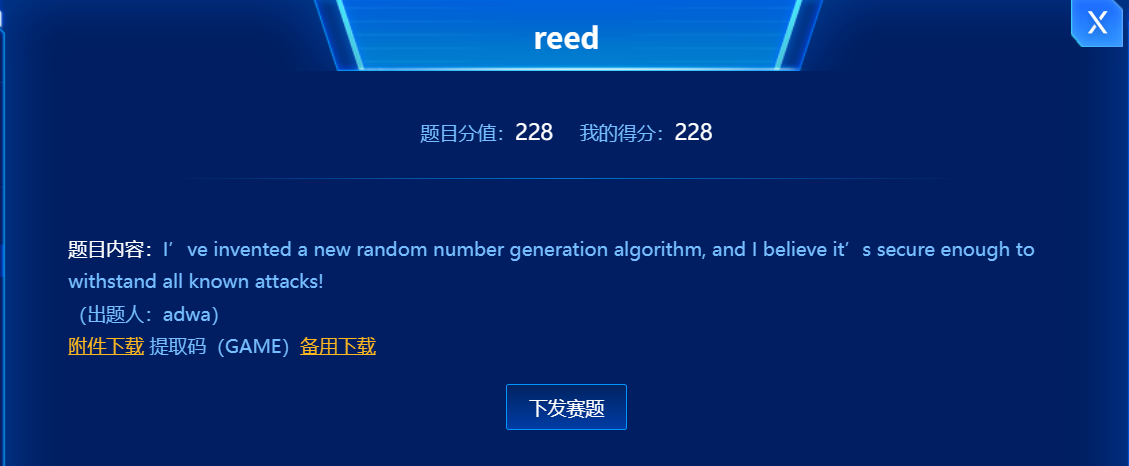 reed
X
题目分值：228 我的得分：228
题目内容：I’ve invented a new random number generation algorithm, and I believe it’s secure enough to
withstand all known attacks!
（出题人：adwa）
附件下载 提取码（GAME）备用下载
下发赛题